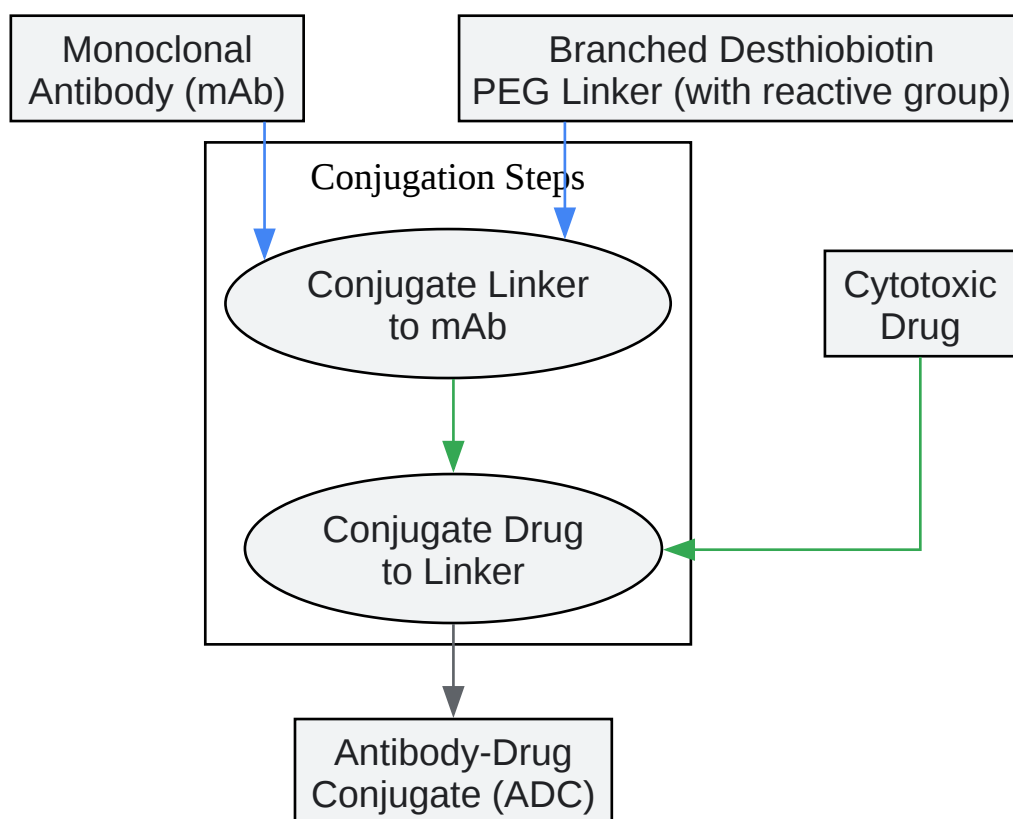 Monoclonal
Antibody (mAb)
Branched Desthiobiotin
PEG Linker (with reactive group)
Conjugation Steps
Conjugate Linker
to mAb
Cytotoxic
Drug
Conjugate Drug
to Linker
Antibody-Drug
Conjugate (ADC)